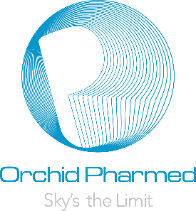 Orchid Pharmed
Sky's the Limit